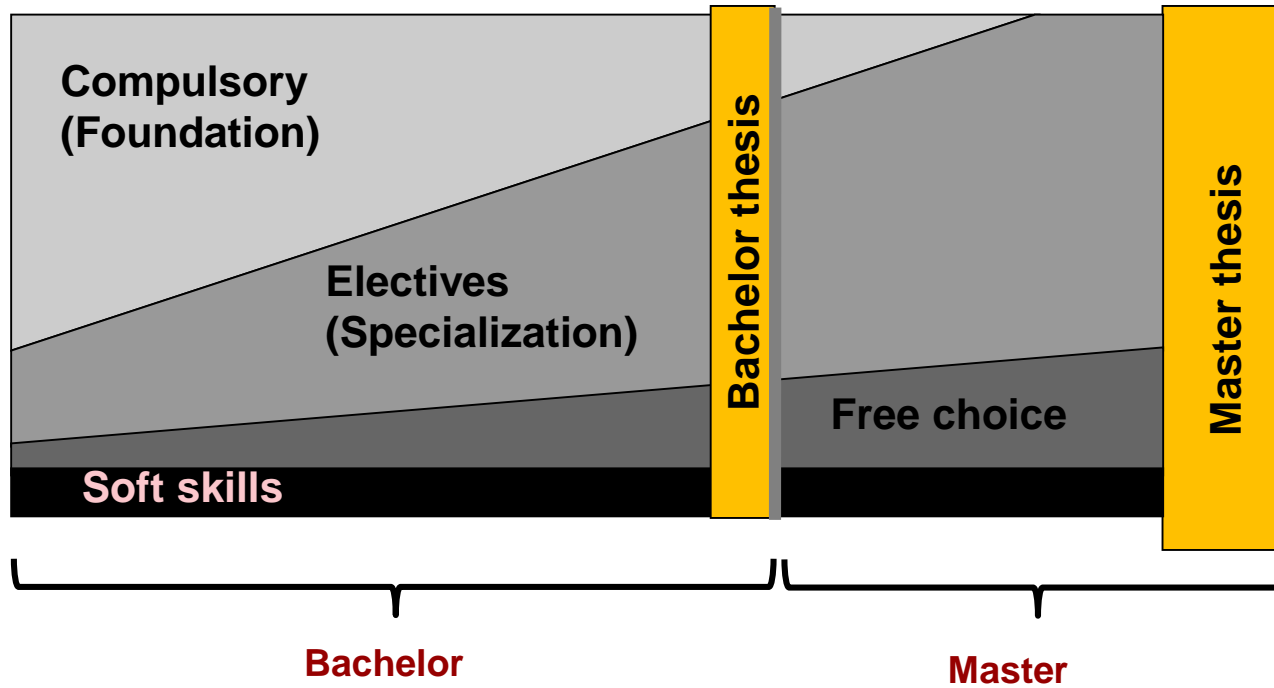 Compulsory
(Foundation)
Electives
(Specialization)
Soft skills
Bachelor thesis
Free choice
Master thesis
Bachelor
Master